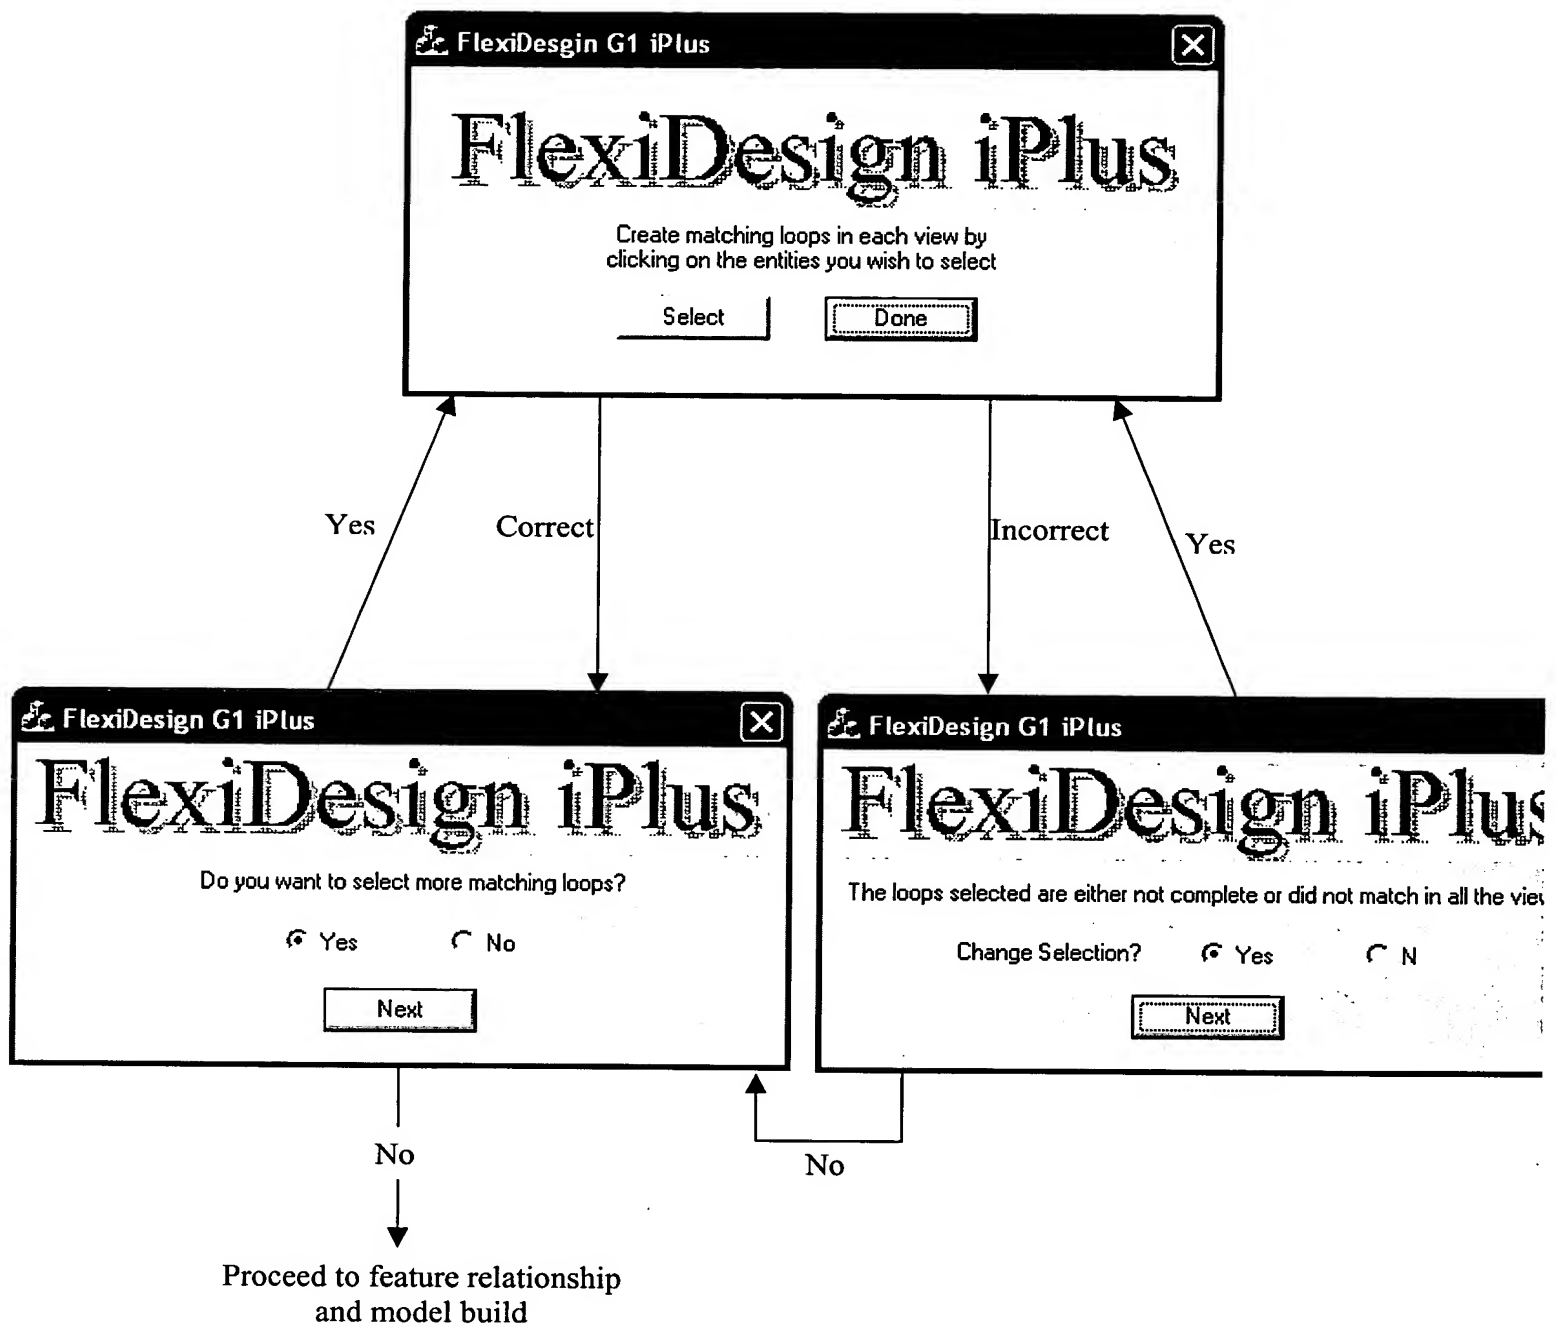 FlexiDesgin G1 iPlus
FlexiDesign iPlus
Create matching loops in each view by
clicking on the entities you wish to select
Select Done
Yes Correct Incorrect Yes
FlexiDesign G1 iPlus
FlexiDesign iPlus
Do you want to select more matching loops?
Yes No
Next
FlexiDesign G1 iPlus
FlexiDesign iPlus
The loops selected are either not complete or did not match in all the vie
Change Selection? Yes N
Next
No
No
Proceed to feature relationship
and model build